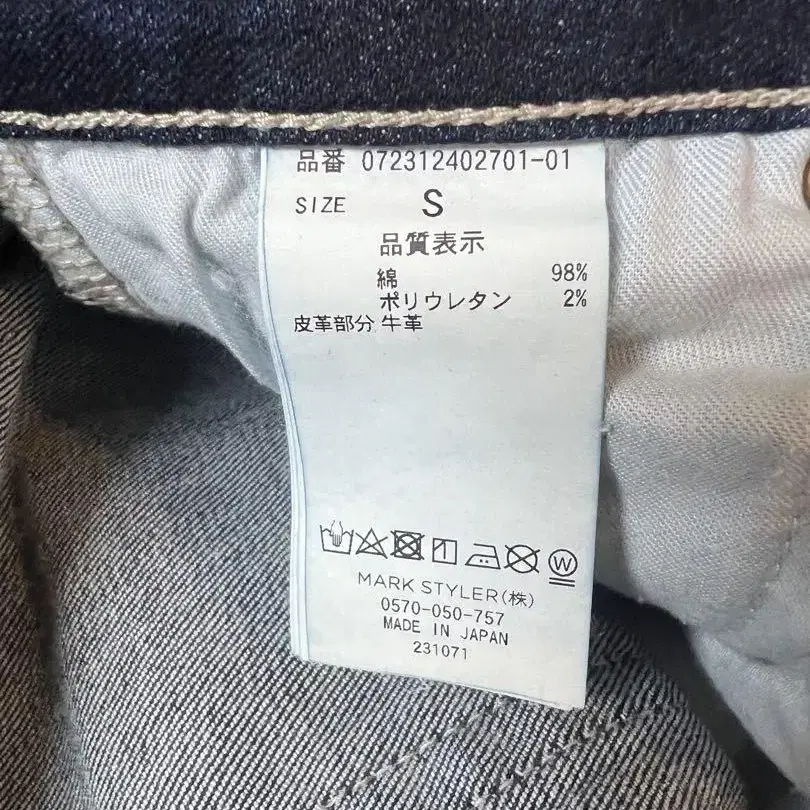 品番 072312402701-01
SIZE S
品質表示
綿 98%
ポリウレタン 2%
皮革部分 牛革
W
MARK STYLER(株)
0570-050-757
MADE IN JAPAN
231071